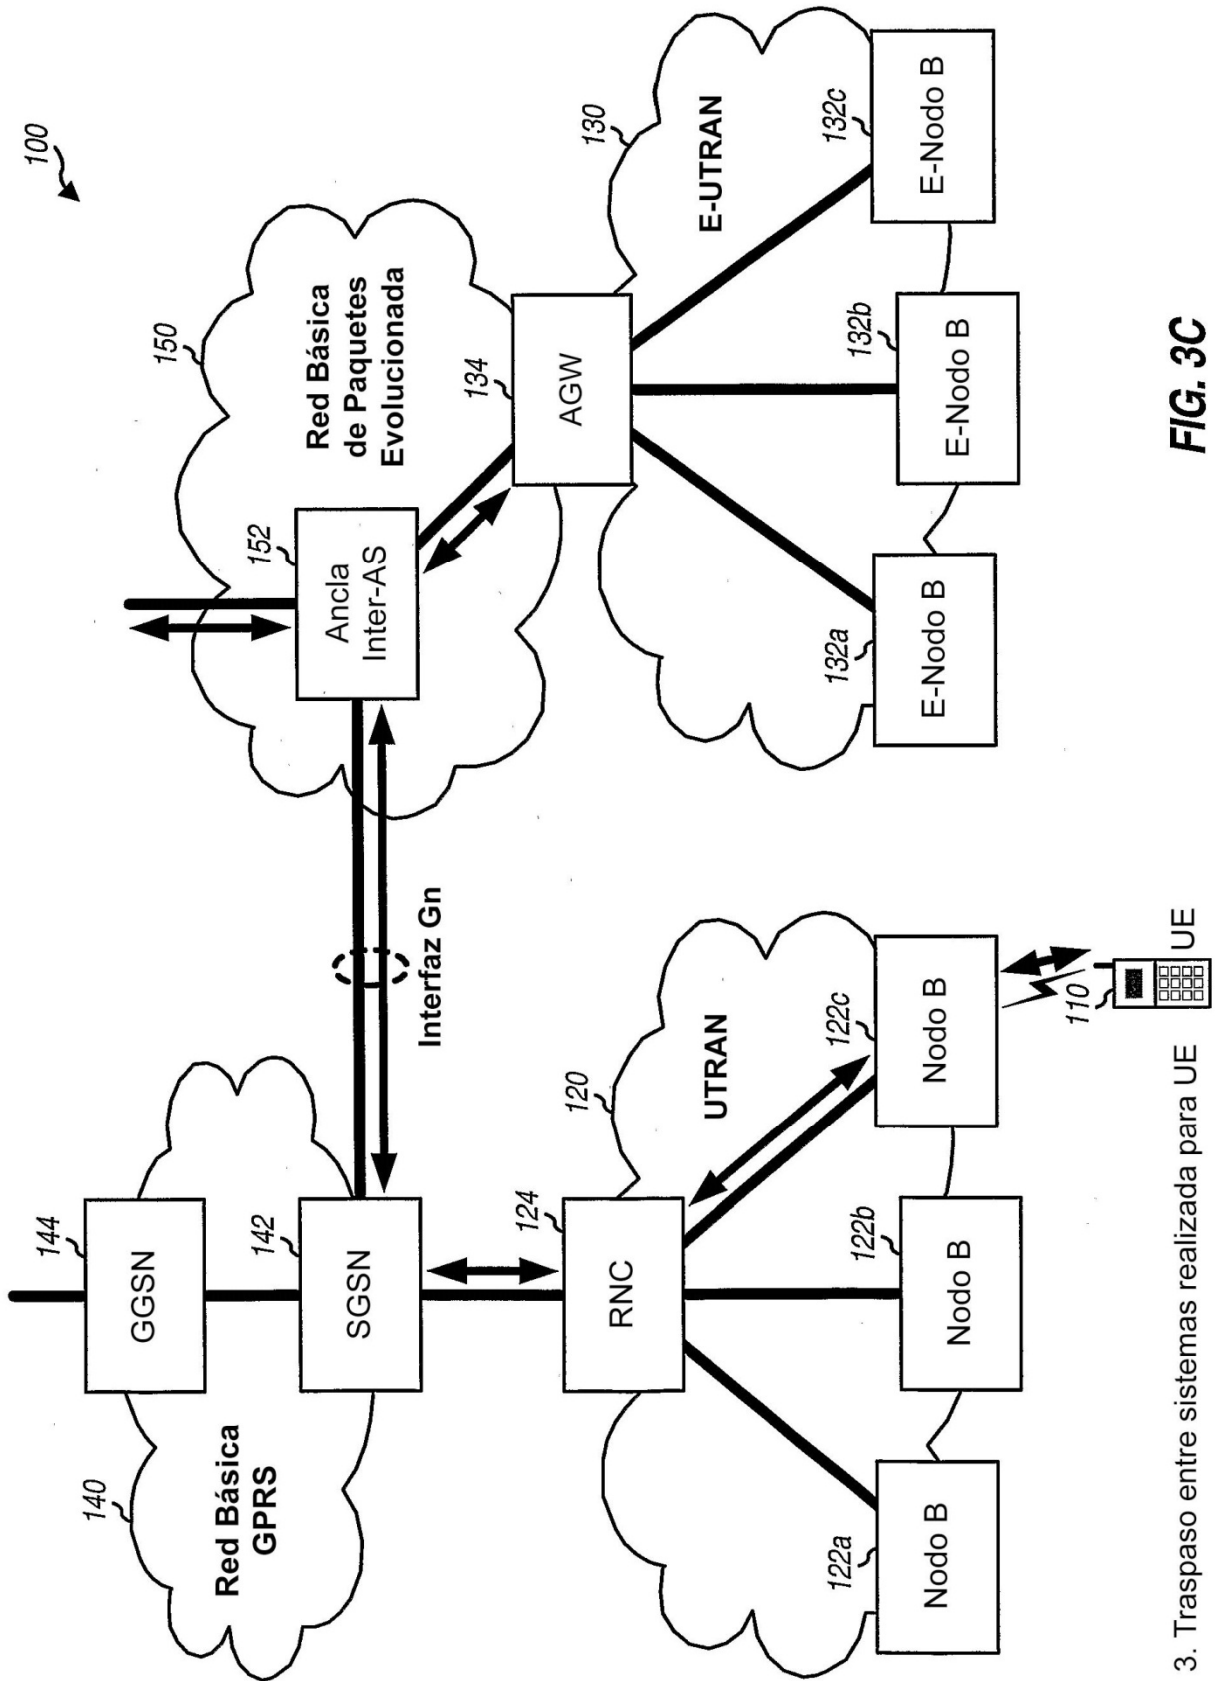 100
144
GGSN
140
Red Básica
GPRS
142
SGSN
Interfaz Gn
150
Red Básica
de Paquetes
Evolucionada
152
Ancla
Inter-AS
134
AGW
124
RNC
120
UTRAN
122a
Nodo B
122b
Nodo B
122c
Nodo B
110
UE
130
E-UTRAN
132a
E-Nodo B
132b
E-Nodo B
132c
E-Nodo B
3. Traspaso entre sistemas realizada para UE
FIG. 3C